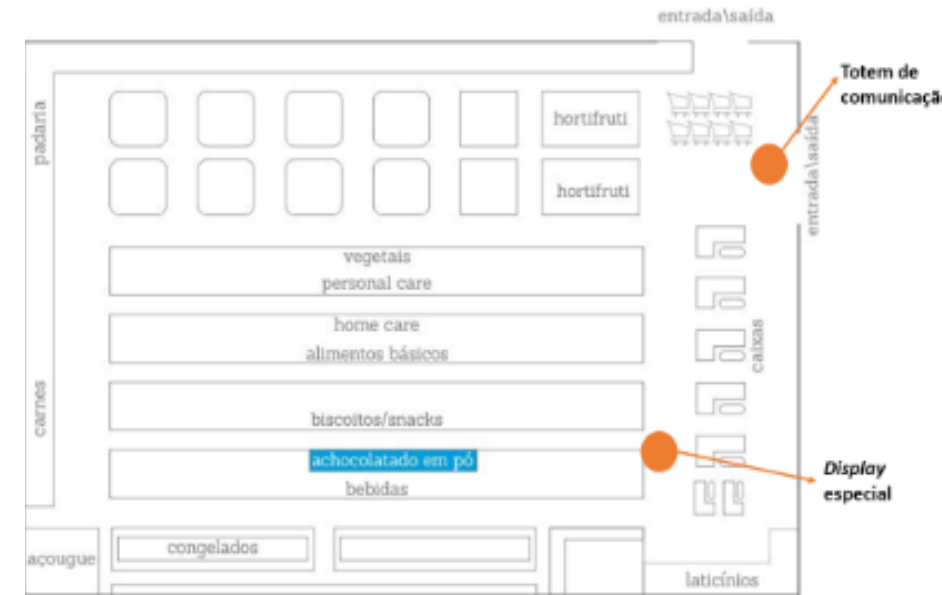 entrada\saída
Totem de
comunicaçã
entrada\saída
padaria
hortifruti
hortifruti
vegetais
personal care
home care
alimentos básicos
caixas
carnes
biscoitos/snacks
achocolatado em pó
bebidas
Display
especial
açougue
congelados
laticínios